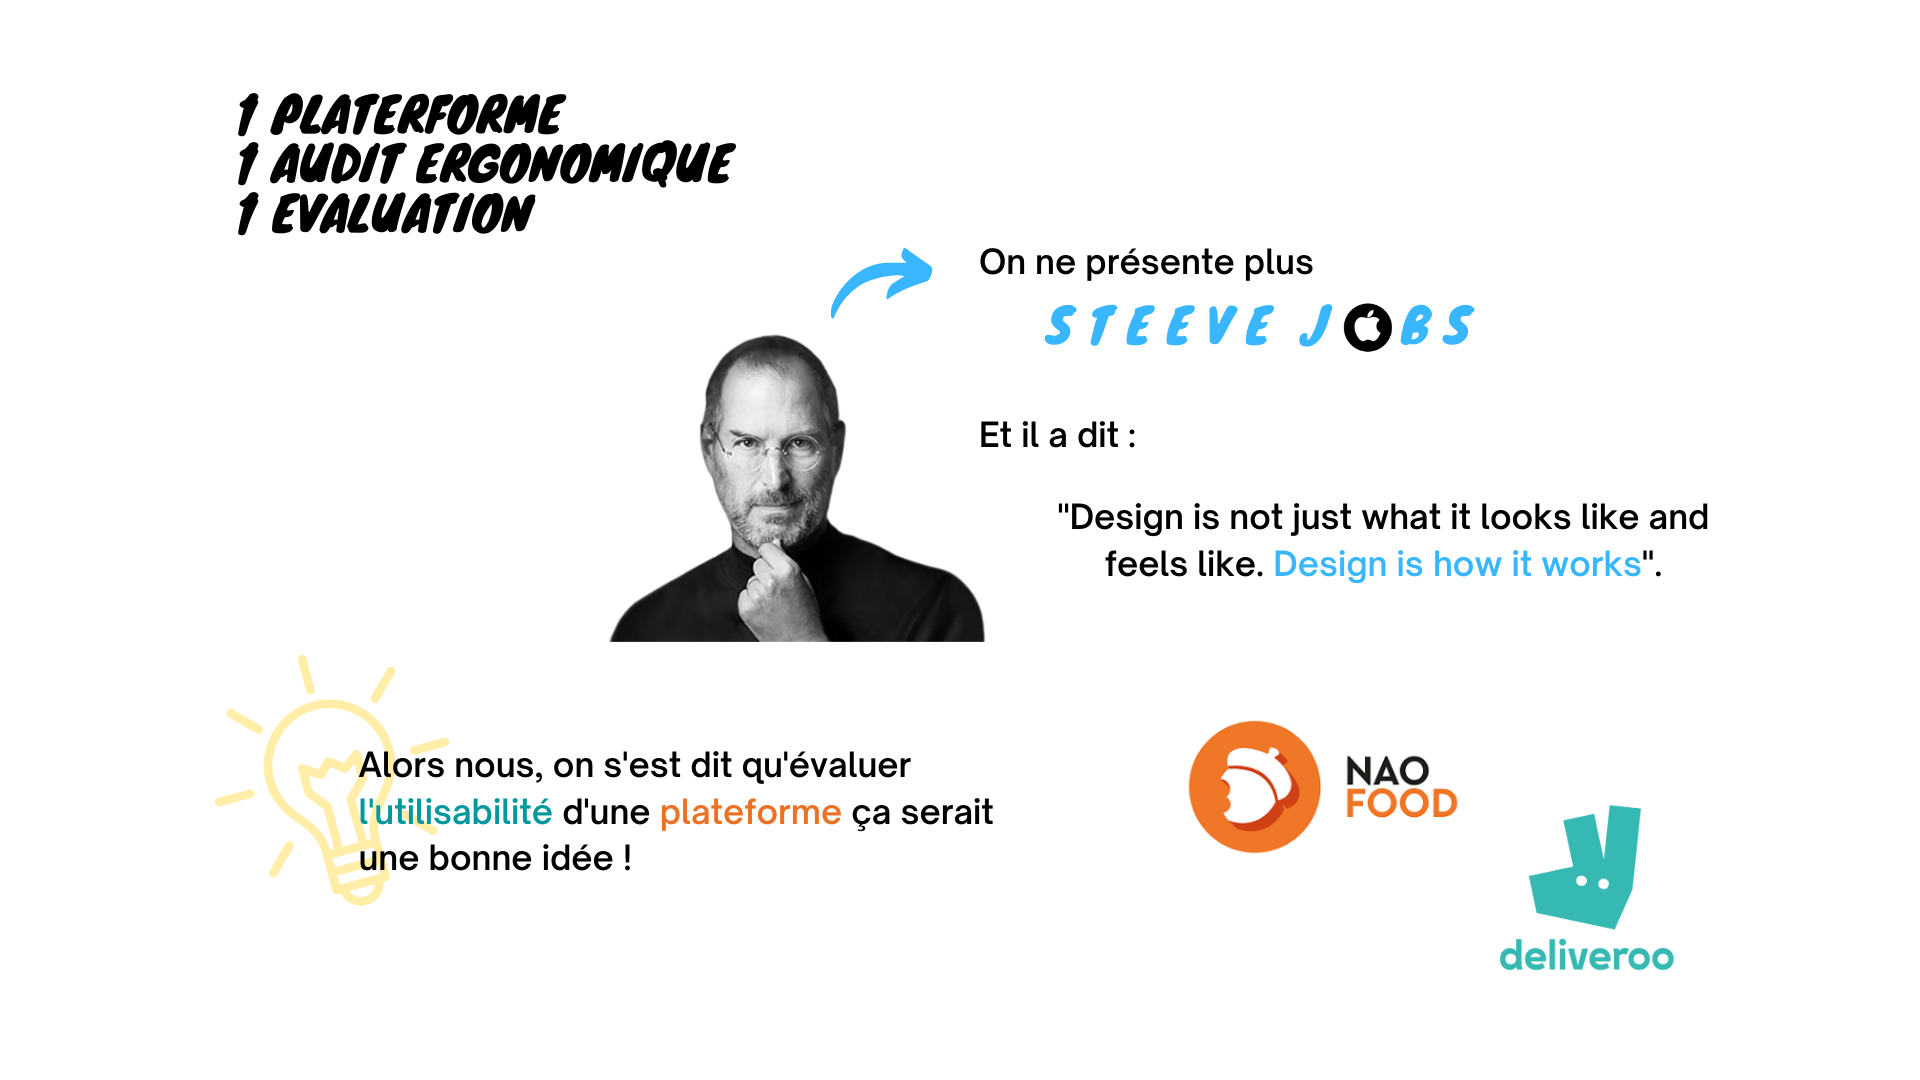 1 PLATERFORME
1 AUDIT ERGONOMIQUE
1 EVALUATION
On ne présente plus
STEEVE JOBS
Et il a dit :
"Design is not just what it looks like and
feels like. Design is how it works".
Alors nous, on s'est dit qu'évaluer
l'utilisabilité d'une plateforme ça serait
une bonne idée !
NAO
FOOD
deliveroo